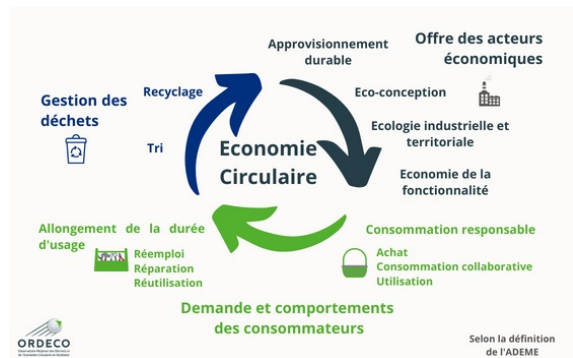 Approvisionnement
durable
Offre des acteurs
économiques
Eco-conception
Ecologie industrielle et
territoriale
Economie de la
fonctionnalité
Recyclage
Gestion des
déchets
Tri
Economie
Circulaire
Allongement de la durée
d'usage
Réemploi
Réparation
Réutilisation
Consommation responsable
Achat
Consommation collaborative
Utilisation
Demande et comportements
des consommateurs
ORDECO
Selon la définition
de l'ADEME